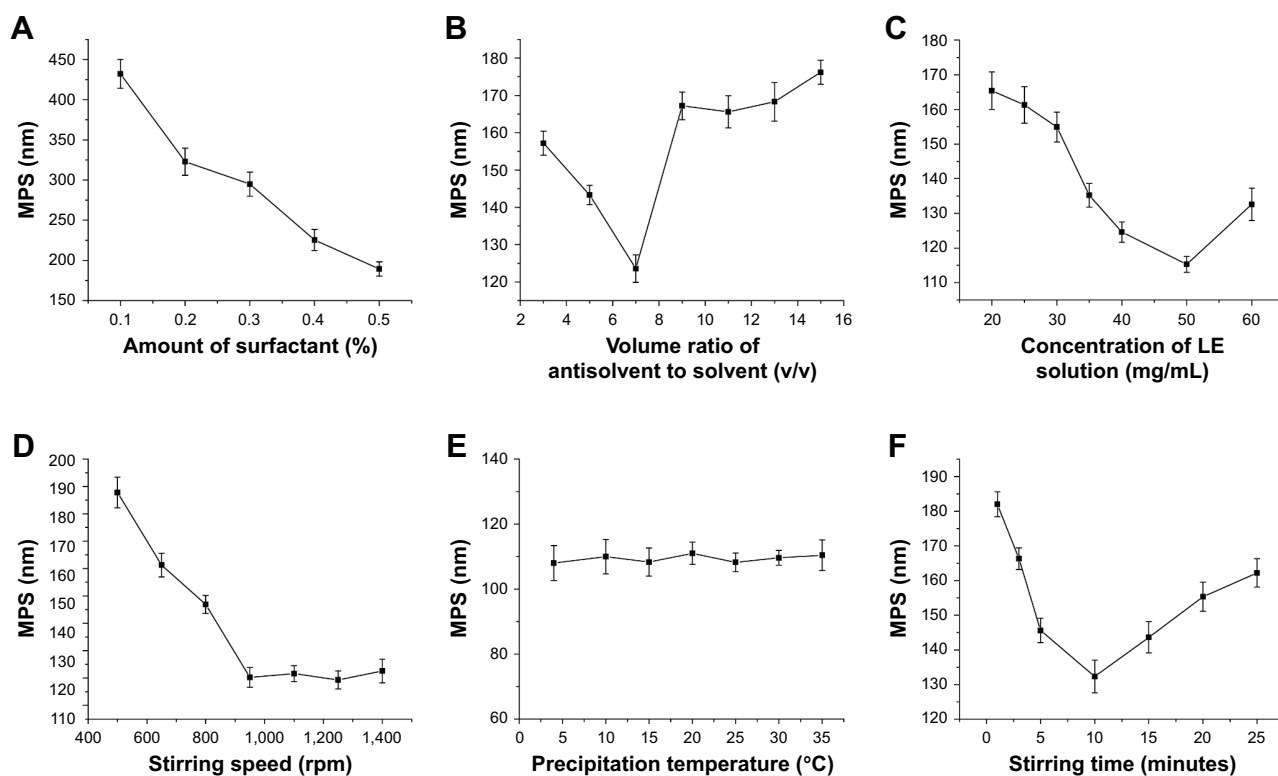 A
MPS (nm)
450
425
350
300
250
200
150
0.1 0.2 0.3 0.4 0.5
Amount of surfactant (%)
B
MPS (nm)
180
170
160
150
140
130
120
2 4 6 8 10 12 14 16
Volume ratio of
antisolvent to solvent (v/v)
C
MPS (nm)
180
170
160
150
140
130
120
110
20 30 40 50 60
Concentration of LE
solution (mg/mL)
D
MPS (nm)
200
190
180
170
160
150
140
130
120
110
400 600 800 1,000 1,200 1,400
Stirring speed (rpm)
E
MPS (nm)
140
120
100
80
60
0 5 10 15 20 25 30 35
Precipitation temperature (°C)
F
MPS (nm)
190
180
170
160
150
140
130
120
0 5 10 15 20 25
Stirring time (minutes)